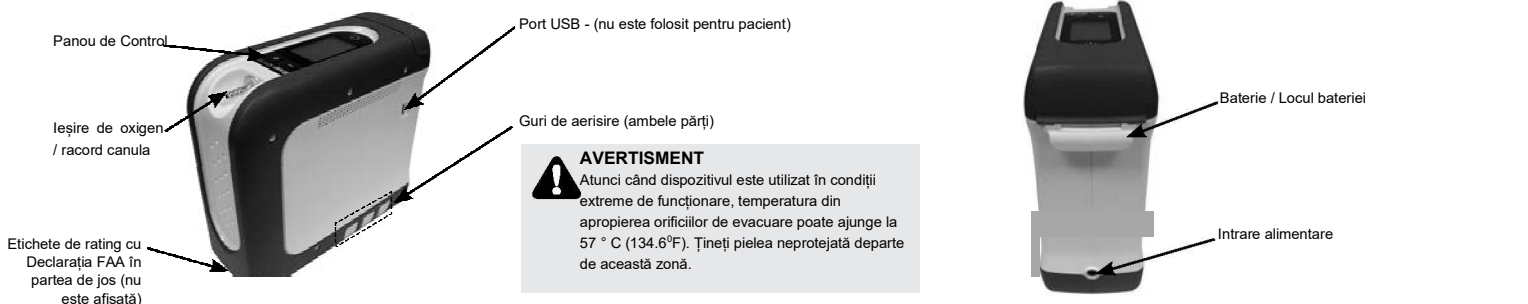 Panou de Control
Ieșire de oxigen
/ racord canula
Etichete de rating cu
Declarația FAA în
partea de jos (nu
este afișată)
Port USB - (nu este folosit pentru pacient)
Guri de aerisire (ambele părți)
AVERTISMENT
Atunci când dispozitivul este utilizat în condiții
extreme de funcționare, temperatura din
apropierea orificiilor de evacuare poate ajunge la
57 ° C (134.6⁰F). Țineți pielea neprotejată departe
de această zonă.
Baterie / Locul bateriei
Intrare alimentare